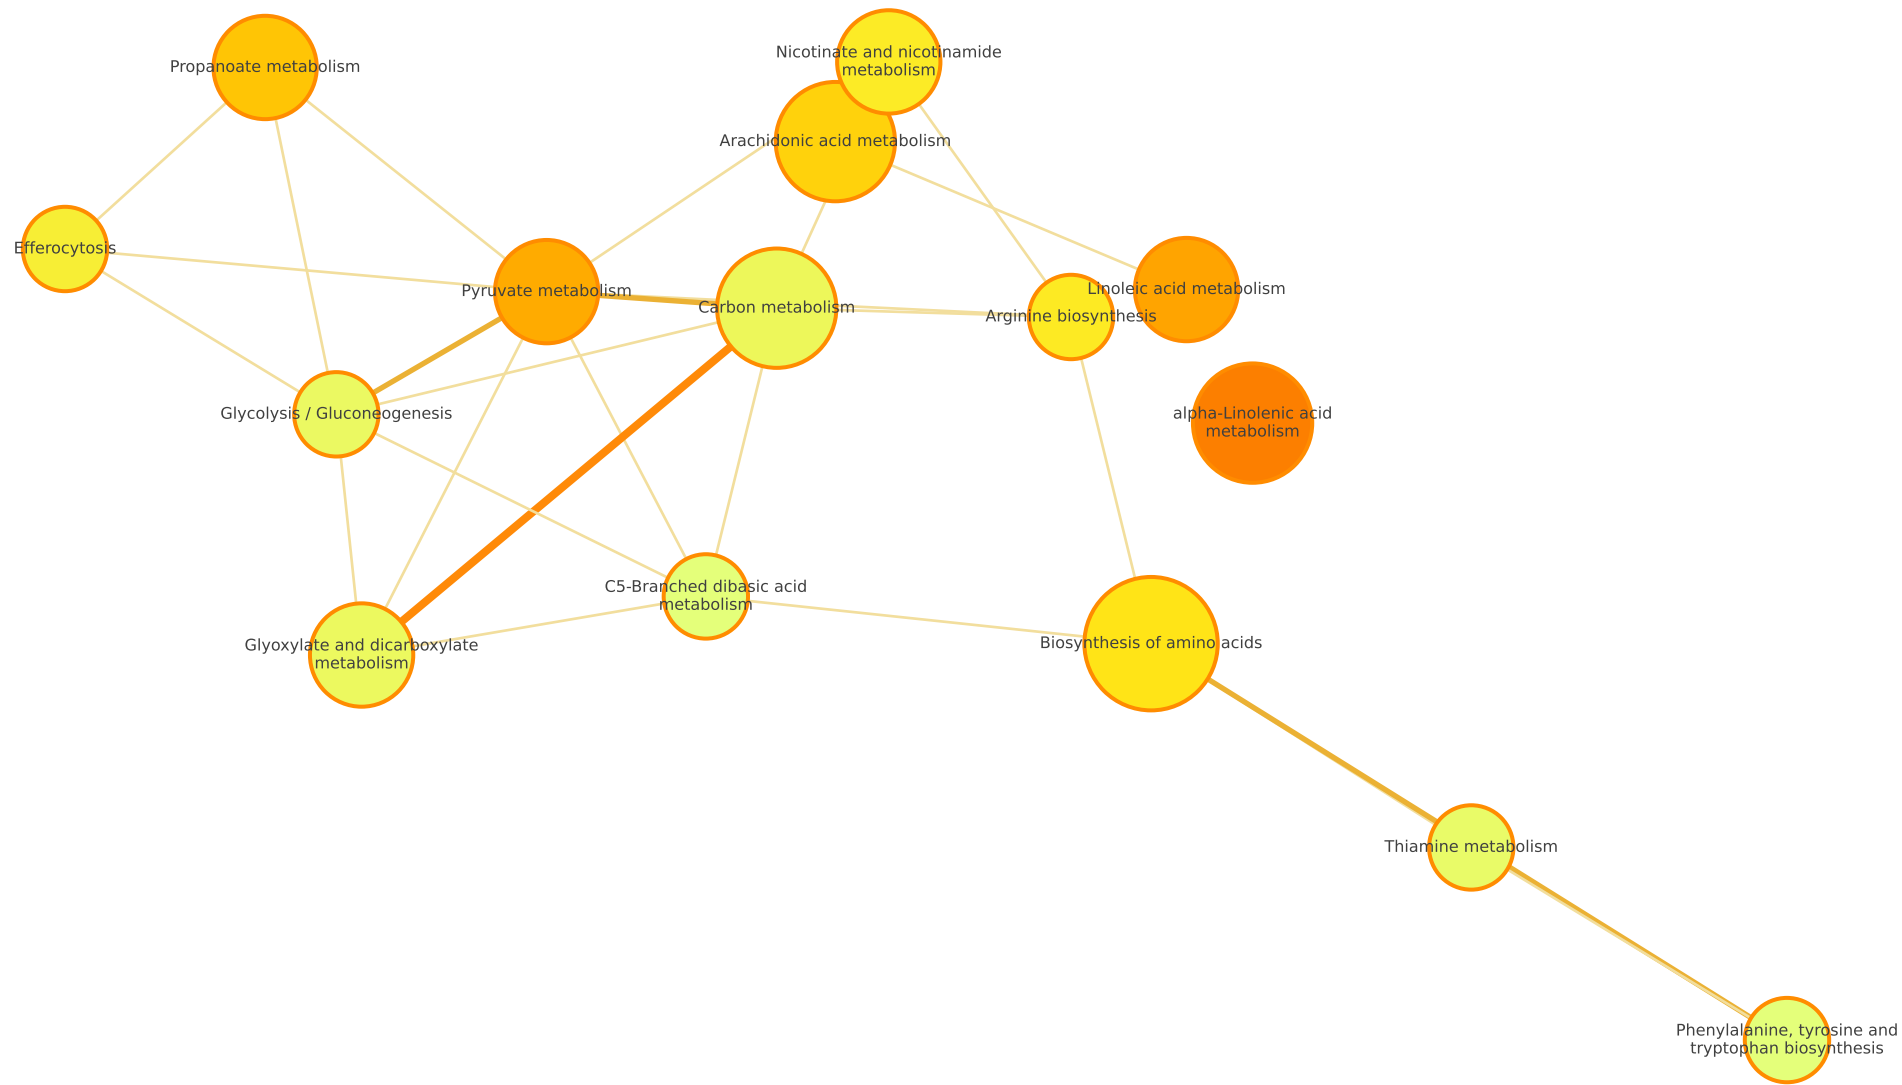 Nicotinate and nicotinamide
metabolism
Propanoate metabolism
Arachidonic acid metabolism
Efferocytosis
Pyruvate metabolism
Carbon metabolism
Linoleic acid metabolism
Arginine biosynthesis
Glycolysis / Gluconeogenesis
alpha-Linolenic acid
metabolism
C5-Branched dibasic acid
metabolism
Glyoxylate and dicarboxylate
metabolism
Biosynthesis of amino acids
Thiamine metabolism
Phenylalanine, tyrosine and
tryptophan biosynthesis